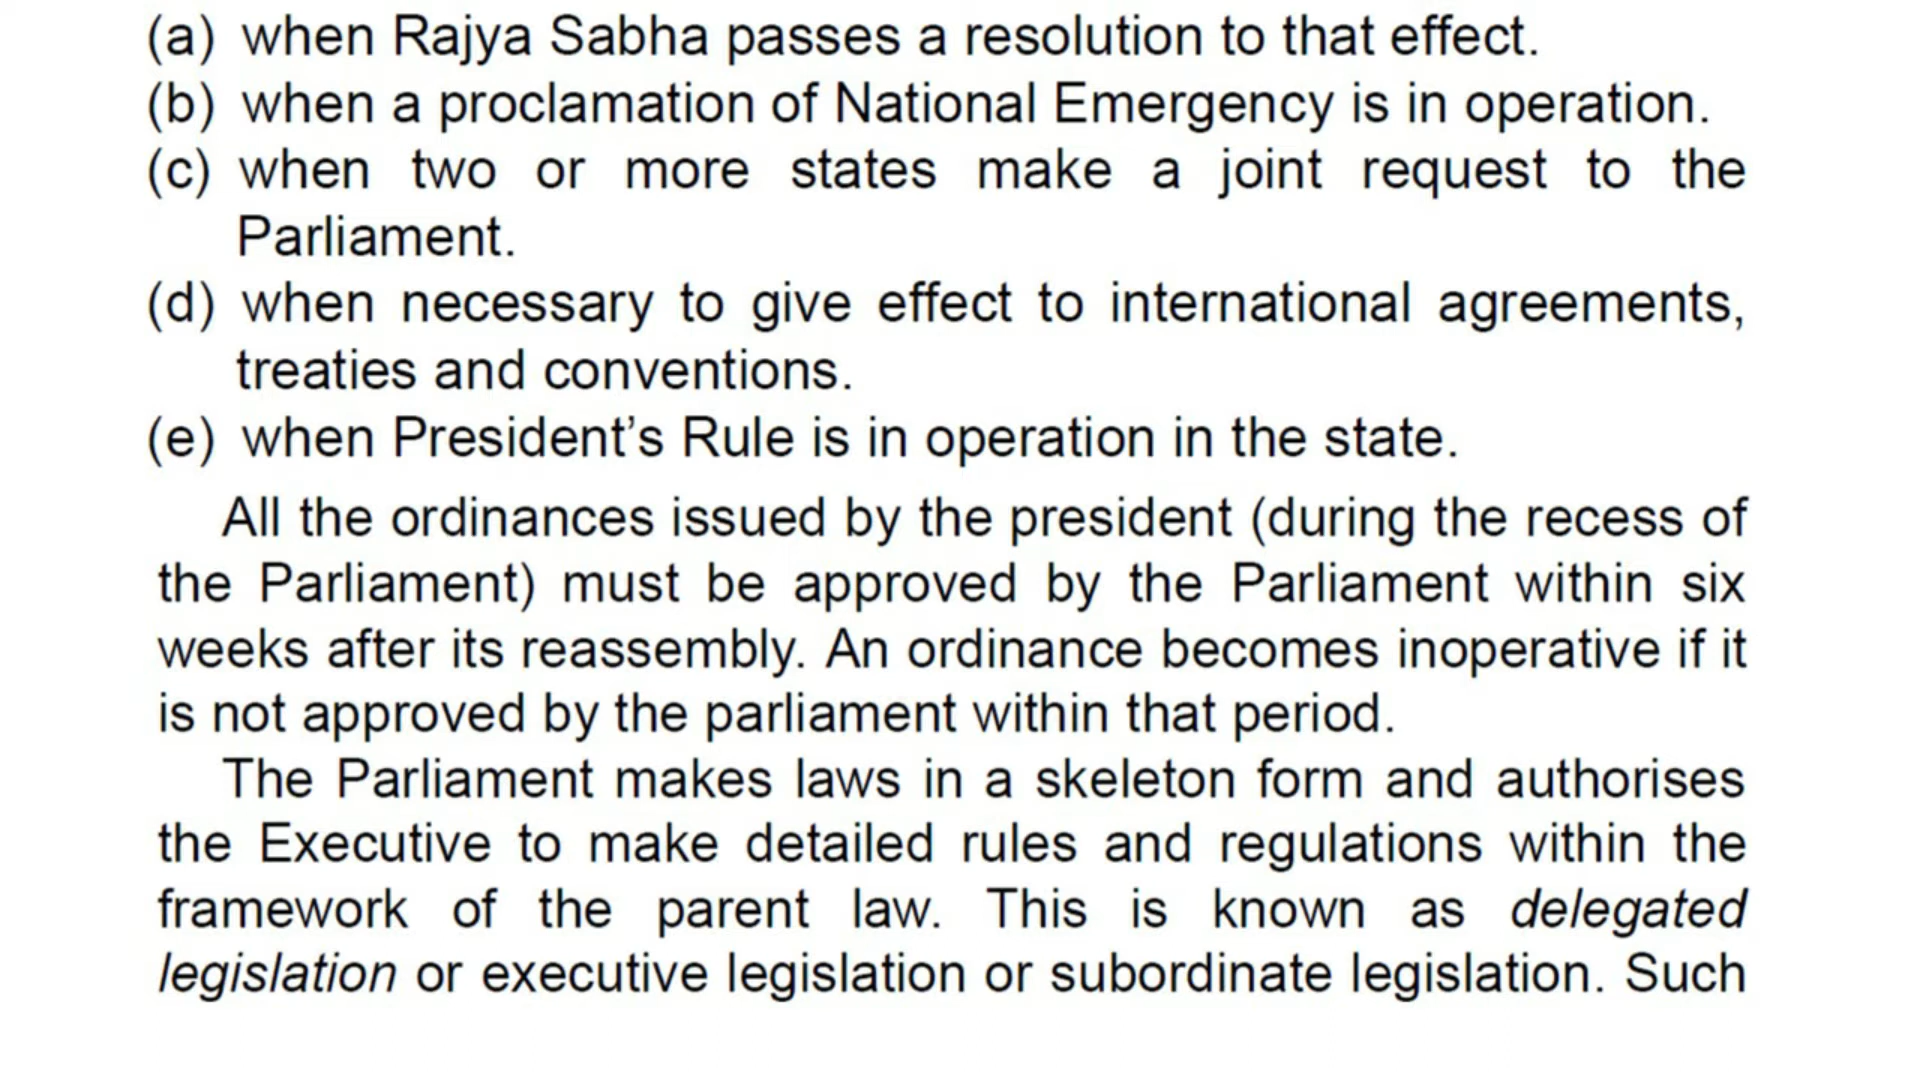 (a) when Rajya Sabha passes a resolution to that effect.
(b) when a proclamation of National Emergency is in operation.
(c) when two or more states make a joint request to the
Parliament.
(d) when necessary to give effect to international agreements,
treaties and conventions.
(e) when President’s Rule is in operation in the state.
All the ordinances issued by the president (during the recess of
the Parliament) must be approved by the Parliament within six
weeks after its reassembly. An ordinance becomes inoperative if it
is not approved by the parliament within that period.
The Parliament makes laws in a skeleton form and authorises
the Executive to make detailed rules and regulations within the
framework of the parent law. This is known as delegated
legislation or executive legislation or subordinate legislation. Such